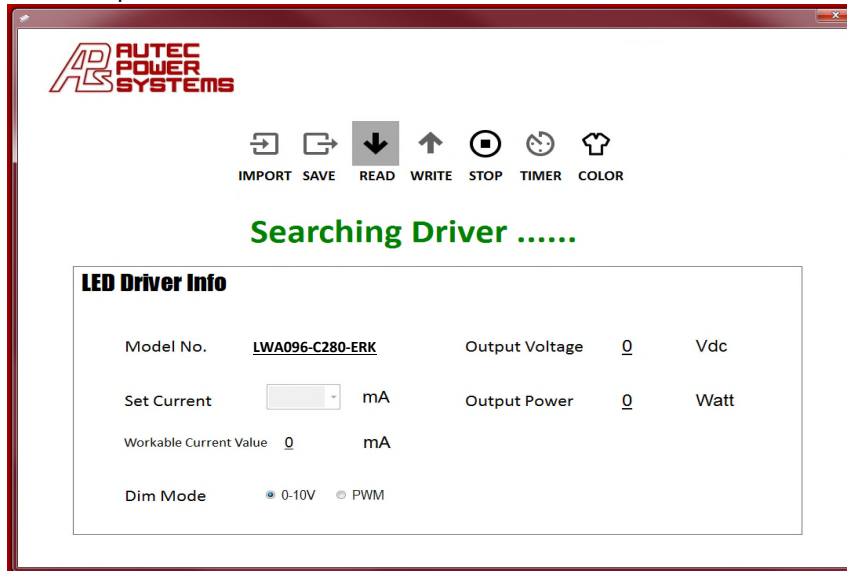 AUTEC
POWER
SYSTEMS
APS
IMPORT SAVE READ WRITE STOP TIMER COLOR
Searching Driver ......
LED Driver Info
Model No. LWA096-C280-ERK Output Voltage 0 Vdc
Set Current mA Output Power 0 Watt
Workable Current Value 0 mA
Dim Mode 0-10V PWM